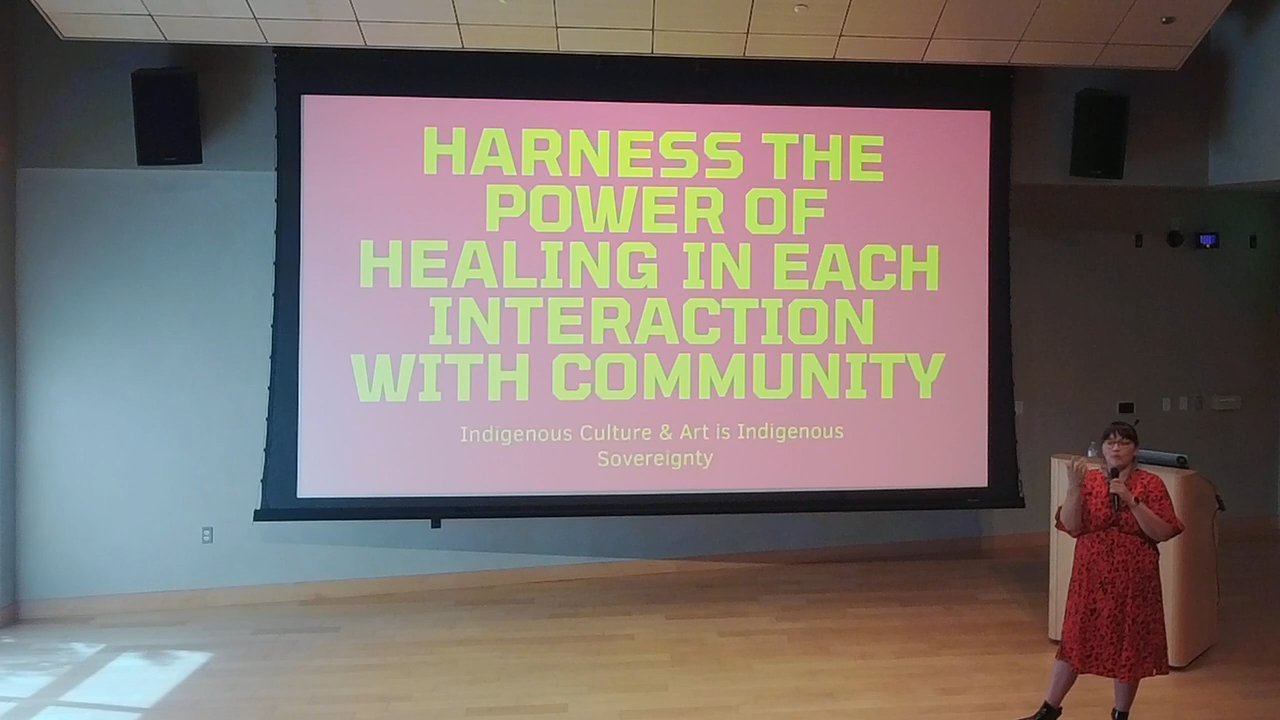 HARNESS THE
POWER OF
HEALING IN EACH
INTERACTION
WITH COMMUNITY
Indigenous Culture & Art is Indigenous
Sovereignty